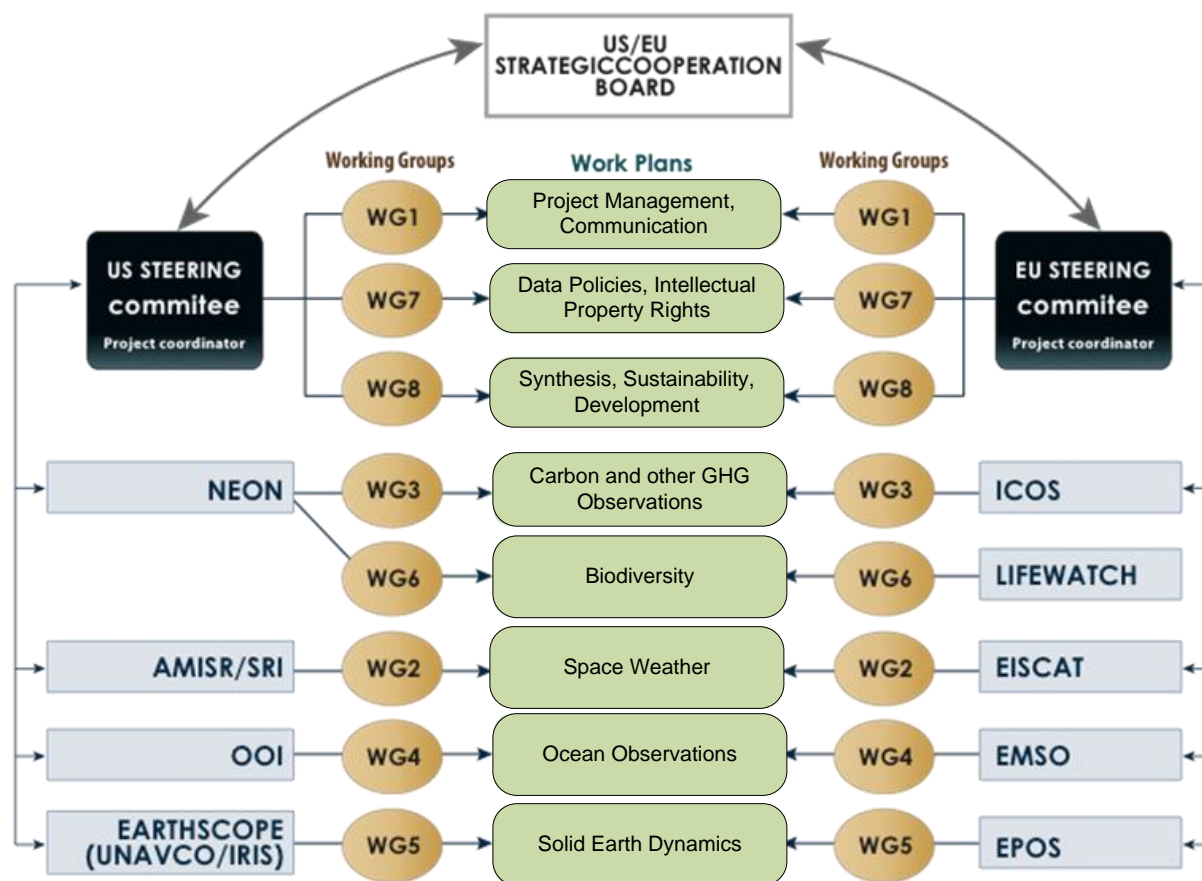 US/EU
STRATEGICCOOPERATION
BOARD
Working Groups
Work Plans
Working Groups
WG1
Project Management,
Communication
WG1
US STEERING
commitee
Project coordinator
EU STEERING
commitee
Project coordinator
WG7
Data Policies, Intellectual
Property Rights
WG7
WG8
Synthesis, Sustainability,
Development
WG8
NEON
WG3
Carbon and other GHG
Observations
WG3
ICOS
WG6
Biodiversity
WG6
LIFEWATCH
AMISR/SRI
WG2
Space Weather
WG2
EISCAT
OOI
WG4
Ocean Observations
WG4
EMSO
EARTHSCOPE
(UNAVCO/IRIS)
WG5
Solid Earth Dynamics
WG5
EPOS